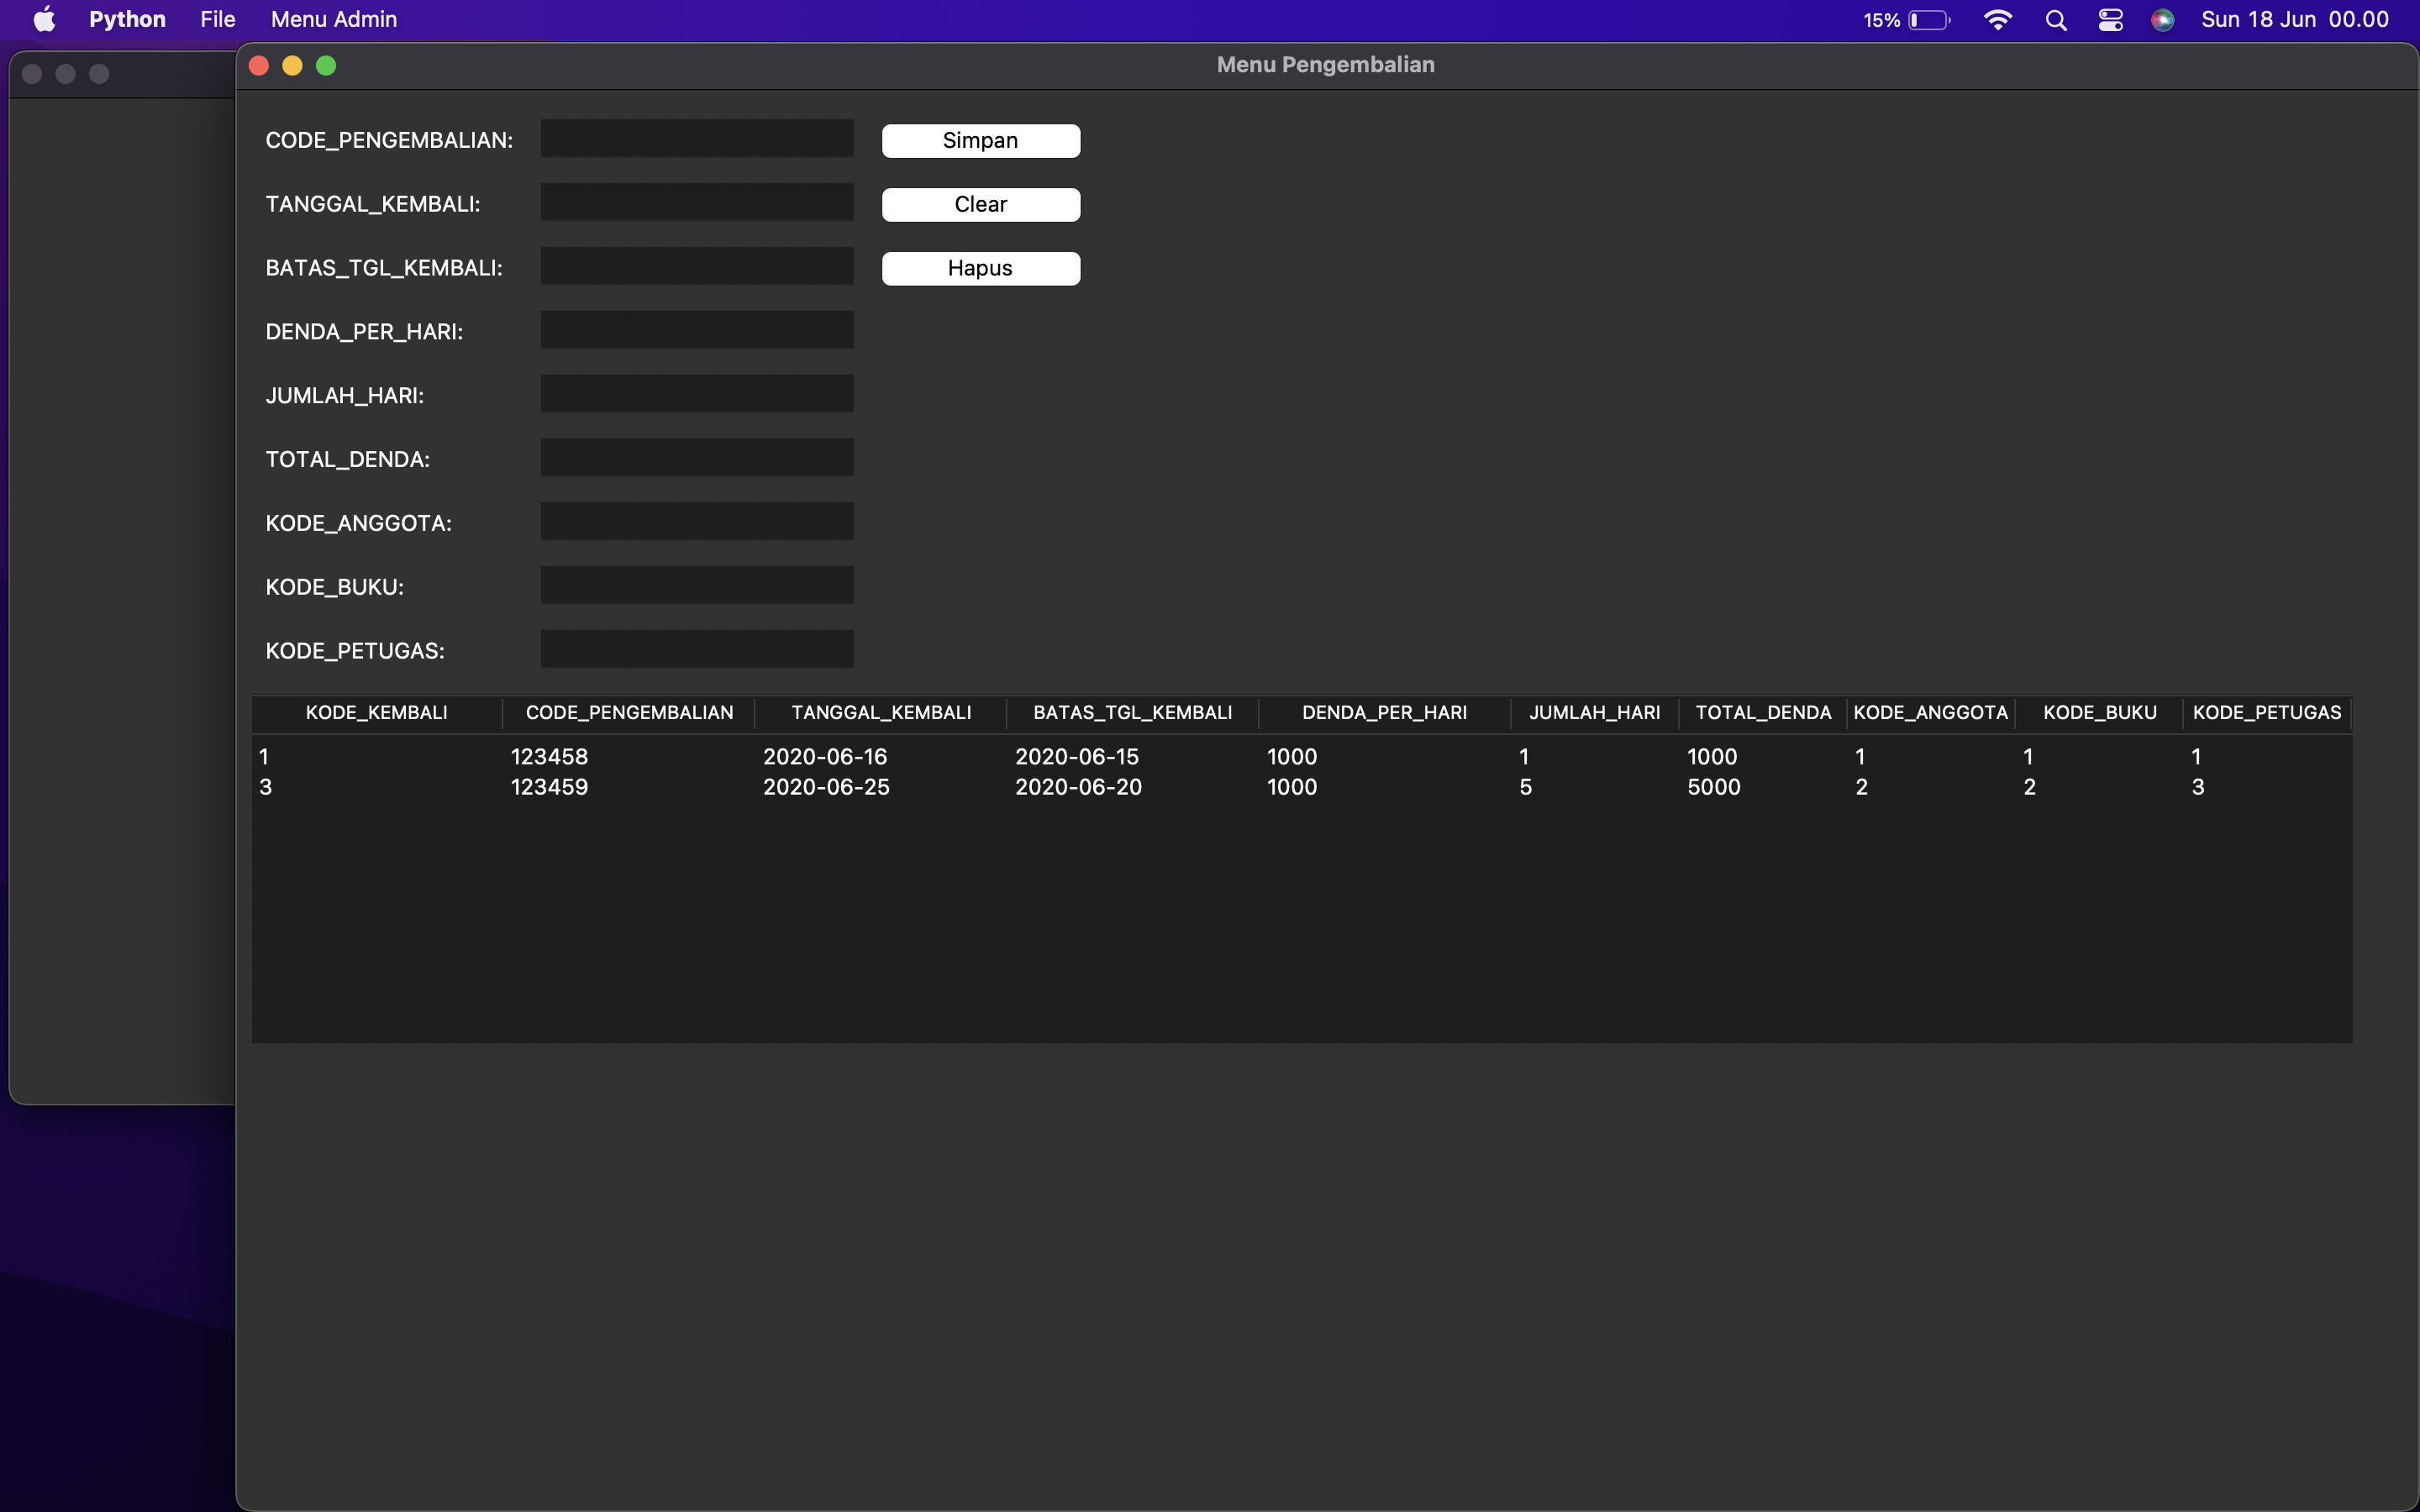 Python File Menu Admin 15% Sun 18 Jun 00.00
Menu Pengembalian
CODE_PENGEMBALIAN: Simpan
TANGGAL_KEMBALI: Clear
BATAS_TGL_KEMBALI: Hapus
DENDA_PER_HARI:
JUMLAH_HARI:
TOTAL_DENDA:
KODE_ANGGOTA:
KODE_BUKU:
KODE_PETUGAS:
KODE_KEMBALI CODE_PENGEMBALIAN TANGGAL_KEMBALI BATAS_TGL_KEMBALI DENDA_PER_HARI JUMLAH_HARI TOTAL_DENDA KODE_ANGGOTA KODE_BUKU KODE_PETUGAS
1 123458 2020-06-16 2020-06-15 1000 1 1000 1 1 1
3 123459 2020-06-25 2020-06-20 1000 5 5000 2 2 3